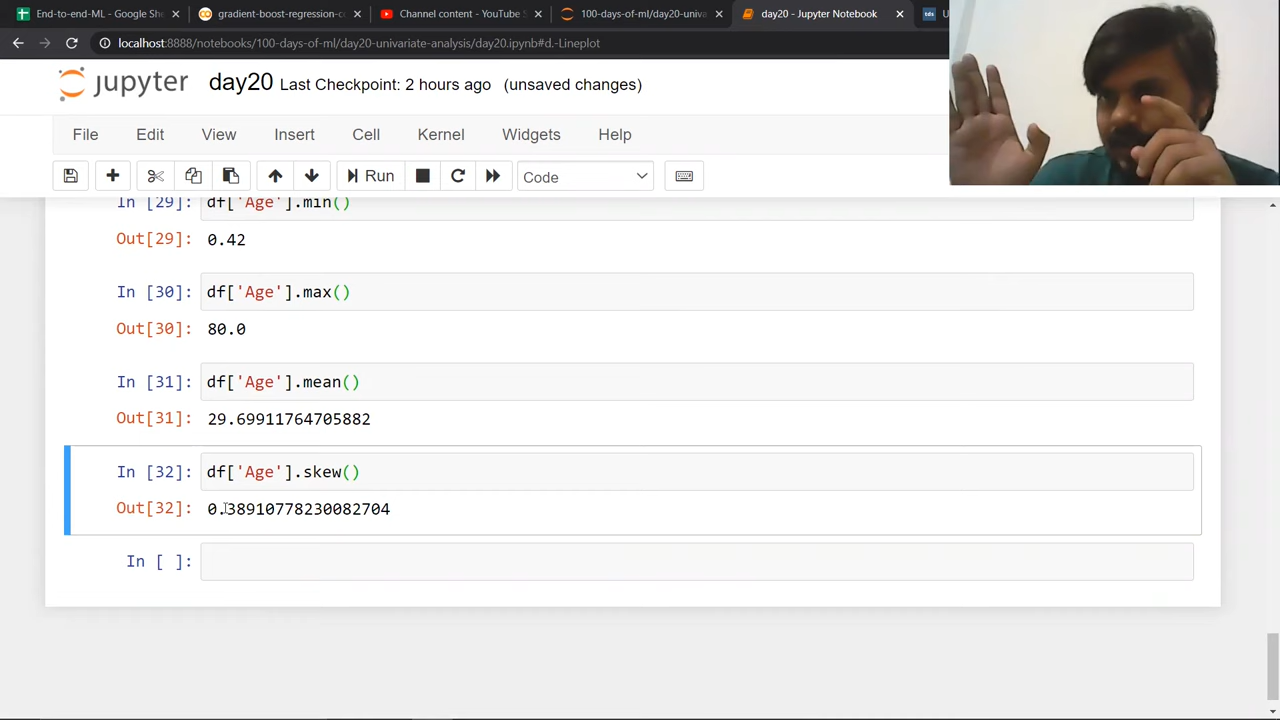 End-to-end-ML - Google She
gradient-boost-regression-c
Channel content - YouTube S
100-days-of-ml/day20-univa
day20 - Jupyter Notebook
localhost:8888/notebooks/100-days-of-ml/day20-univariate-analysis/day20.ipynb#d.-Lineplot
jupyter day20 Last Checkpoint: 2 hours ago (unsaved changes)
File Edit View Insert Cell Kernel Widgets Help
Run Code
In [29]: df['Age'].min()
Out[29]: 0.42
In [30]: df['Age'].max()
Out[30]: 80.0
In [31]: df['Age'].mean()
Out[31]: 29.69911764705882
In [32]: df['Age'].skew()
Out[32]: 0.38910778230082704
In [ ]: